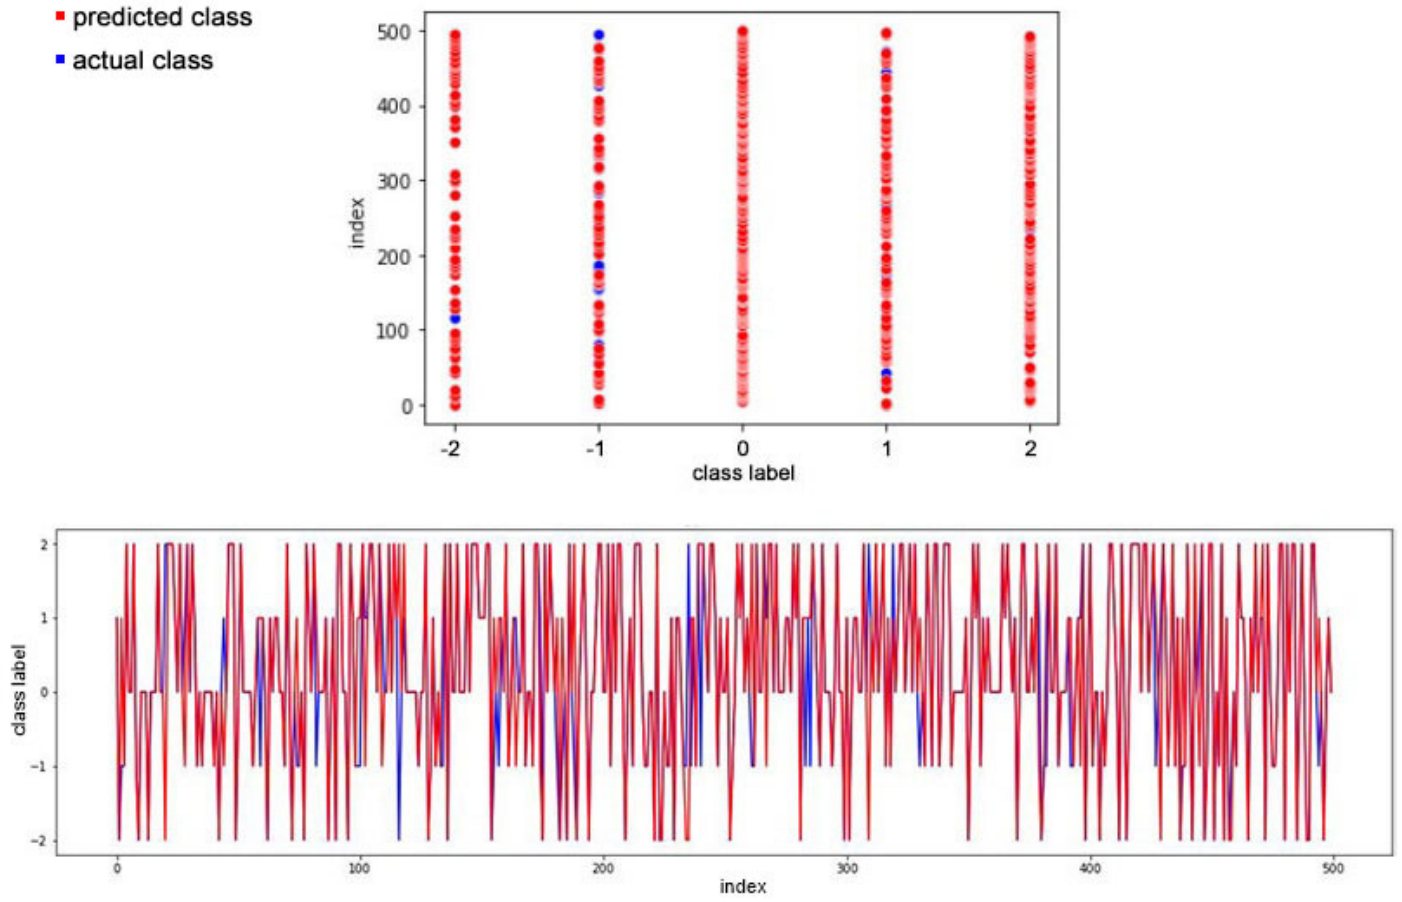 predicted class
actual class
500
400
300
200
100
0
index
-2 -1 0 1 2
class label
2
1
0
−1
−2
class label
0 100 200 300 400 500
index